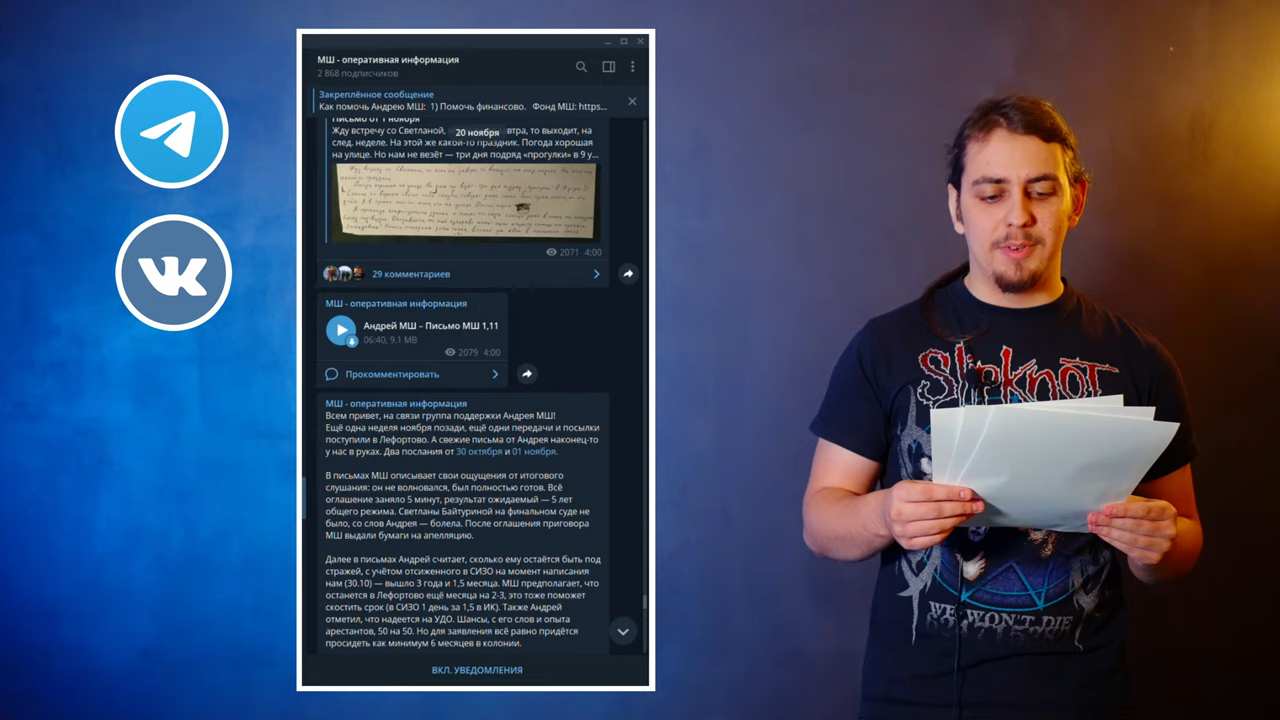 МШ - оперативная информация
2 868 подписчиков
Закреплённое сообщение
Как помочь Андрею МШ: 1) Помочь финансово. Фонд МШ: https...
Письмо от 1 ноября
20 ноября
Жду встречу со Светланой, втра, то выходит, на
след. неделе. На этой же какой-то праздник. Погода хорошая
на улице. Но нам не везёт — три дня подряд «прогулки» в 9 у...
2071 4:00
29 комментариев
МШ - оперативная информация
Андрей МШ – Письмо МШ 1,11
06:40, 9.1 MB
2079 4:00
Прокомментировать
МШ - оперативная информация
Всем привет, на связи группа поддержки Андрея МШ!
Ещё одна неделя ноября позади, ещё одни передачи и посылки
поступили в Лефортово. А свежие письма от Андрея наконец-то
у нас в руках. Два послания от 30 октября и 01 ноября.
В письмах МШ описывает свои ощущения от итогового
слушания: он не волновался, был полностью готов. Всё
оглашение заняло 5 минут, результат ожидаемый — 5 лет
общего режима. Светланы Байтуриной на финальном суде не
было, со слов Андрея — болела. После оглашения приговора
МШ выдали бумаги на апелляцию.
Далее в письмах Андрей считает, сколько ему остаётся быть под
стражей, с учётом отсиженного в СИЗО на момент написания
нам (30.10) — вышло 3 года и 1,5 месяца. МШ предполагает, что
останется в Лефортово ещё месяца на 2-3, это тоже поможет
скостить срок (в СИЗО 1 день за 1,5 в ИК). Также Андрей
отметил, что надеется на УДО. Шансы, с его слов и опыта
арестантов, 50 на 50. Но для заявления всё равно придётся
просидеть как минимум 6 месяцев в колонии.
ВКЛ. УВЕДОМЛЕНИЯ
Slipknot
WE WON'T DIE